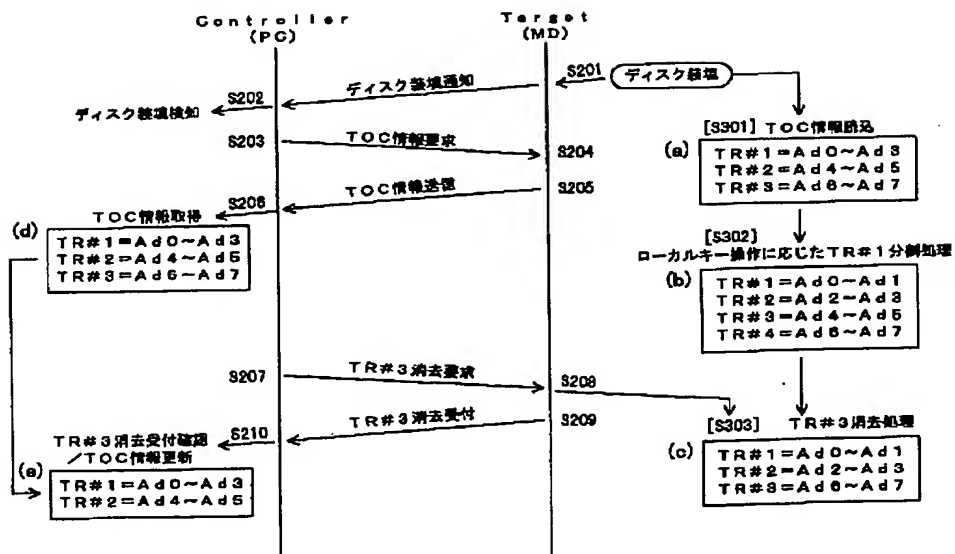 Controller
(PC)
Target
(MD)
S201
ディスク装填
ディスク装填通知
S202
ディスク装填検知
S203
TOC情報要求
S204
[S301] TOC情報読込
(a)
TR#1=Ad0~Ad3
TR#2=Ad4~Ad5
TR#3=Ad6~Ad7
S205
TOC情報送信
S206
TOC情報取得
(d)
TR#1=Ad0~Ad3
TR#2=Ad4~Ad5
TR#3=Ad6~Ad7
[S302]
ローカルキー操作に応じたTR#1分割処理
(b)
TR#1=Ad0~Ad1
TR#2=Ad2~Ad3
TR#3=Ad4~Ad5
TR#4=Ad6~Ad7
S207
TR#3消去要求
S208
S209
TR#3消去受付
S210
TR#3消去受付確認
/TOC情報更新
(e)
TR#1=Ad0~Ad3
TR#2=Ad4~Ad5
[S303] TR#3消去処理
(c)
TR#1=Ad0~Ad1
TR#2=Ad2~Ad3
TR#3=Ad6~Ad7